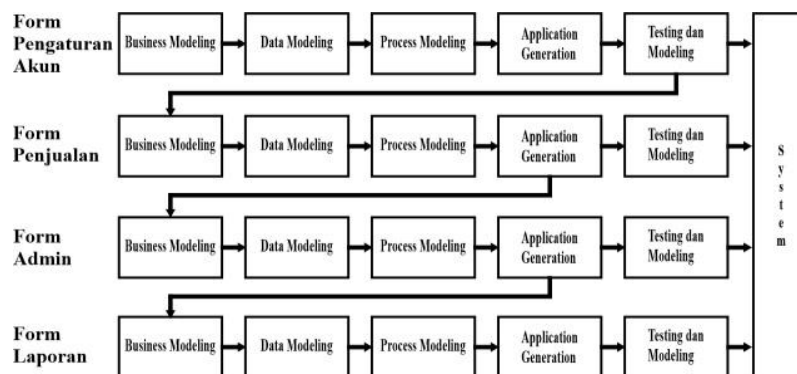 Form
Pengaturan
Akun
Business Modeling
Data Modeling
Process Modeling
Application
Generation
Testing dan
Modeling
Form
Penjualan
Business Modeling
Data Modeling
Process Modeling
Application
Generation
Testing dan
Modeling
Form
Admin
Business Modeling
Data Modeling
Process Modeling
Application
Generation
Testing dan
Modeling
Form
Laporan
Business Modeling
Data Modeling
Process Modeling
Application
Generation
Testing dan
Modeling
System